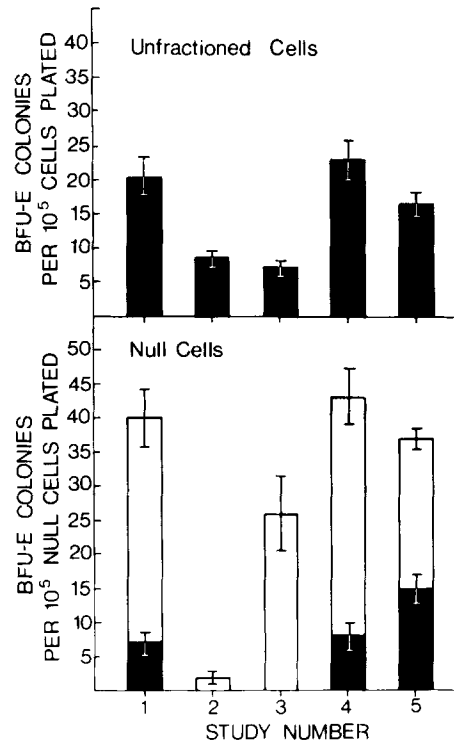 Unfractioned Cells
BFU-E COLONIES
PER 10⁵ CELLS PLATED
40
35
30
25
20
15
10
5
Null Cells
BFU-E COLONIES
PER 10⁵ NULL CELLS PLATED
50
45
40
35
30
25
20
15
10
5
1 2 3 4 5
STUDY NUMBER